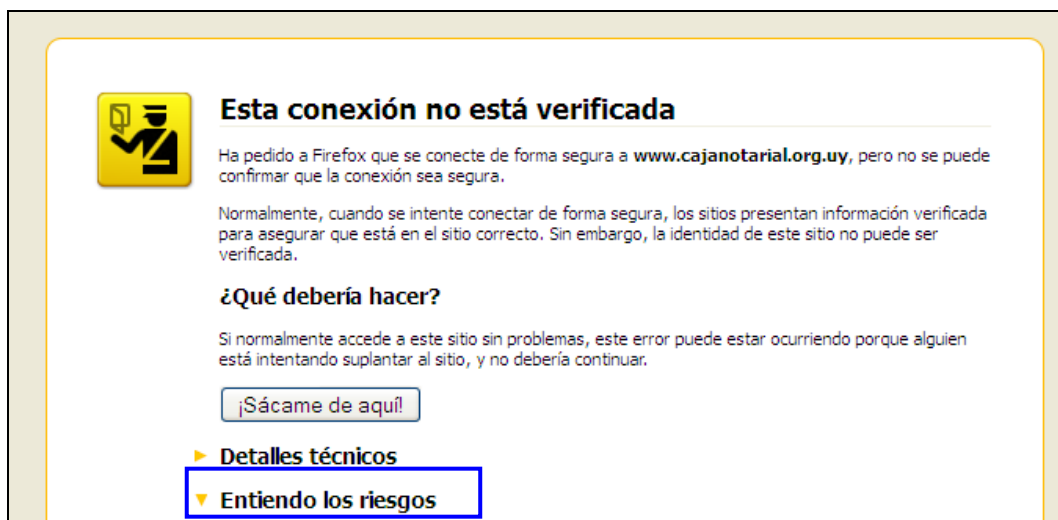 Esta conexión no está verificada
Ha pedido a Firefox que se conecte de forma segura a www.cajanotarial.org.uy, pero no se puede
confirmar que la conexión sea segura.
Normalmente, cuando se intente conectar de forma segura, los sitios presentan información verificada
para asegurar que está en el sitio correcto. Sin embargo, la identidad de este sitio no puede ser
verificada.
¿Qué debería hacer?
Si normalmente accede a este sitio sin problemas, este error puede estar ocurriendo porque alguien
está intentando suplantar al sitio, y no debería continuar.
¡Sácame de aquí!
Detalles técnicos
Entiendo los riesgos